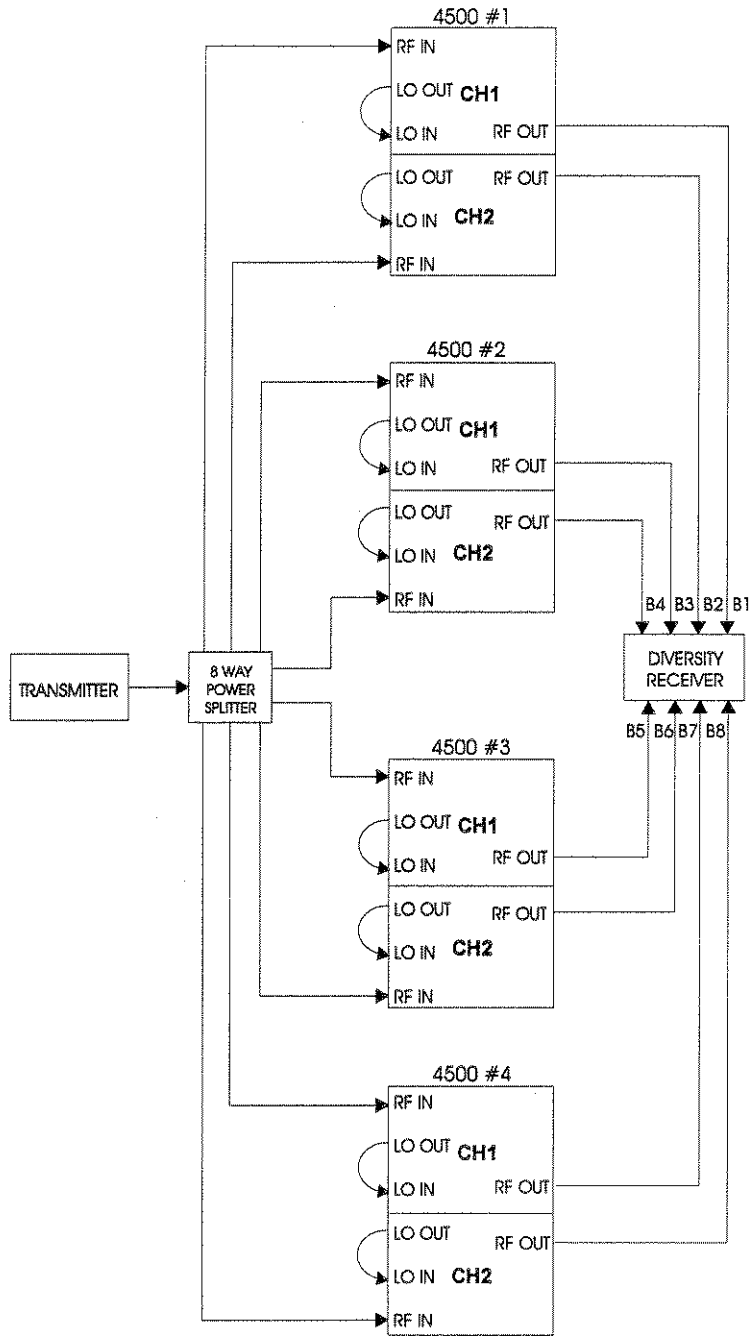 4500 #1
RF IN
LO OUT CH1
LO IN RF OUT
LO OUT RF OUT
LO IN CH2
RF IN
4500 #2
RF IN
LO OUT CH1
LO IN RF OUT
LO OUT RF OUT
LO IN CH2
RF IN
B4 B3 B2 B1
TRANSMITTER
8 WAY
POWER
SPLITTER
DIVERSITY
RECEIVER
B5 B6 B7 B8
4500 #3
RF IN
LO OUT CH1
LO IN RF OUT
LO OUT RF OUT
LO IN CH2
RF IN
4500 #4
RF IN
LO OUT CH1
LO IN RF OUT
LO OUT RF OUT
LO IN CH2
RF IN